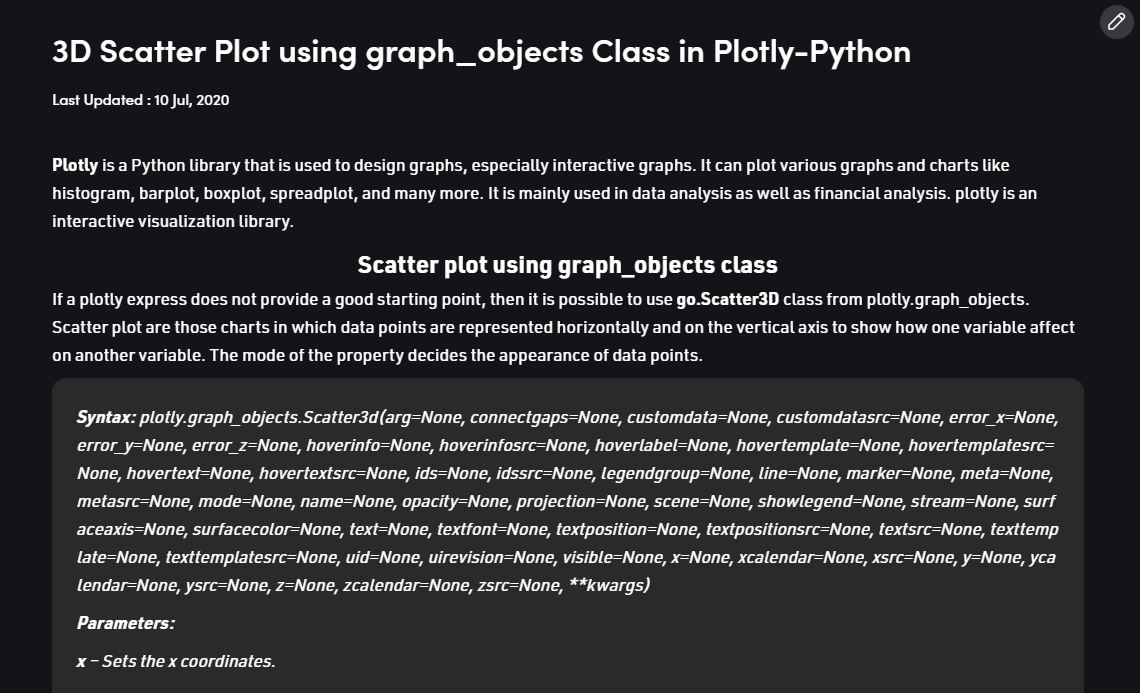 3D Scatter Plot using graph_objects Class in Plotly-Python
Last Updated : 10 Jul, 2020
Plotly is a Python library that is used to design graphs, especially interactive graphs. It can plot various graphs and charts like
histogram, barplot, boxplot, spreadplot, and many more. It is mainly used in data analysis as well as financial analysis. plotly is an
interactive visualization library.
Scatter plot using graph_objects class
If a plotly express does not provide a good starting point, then it is possible to use go.Scatter3D class from plotly.graph_objects.
Scatter plot are those charts in which data points are represented horizontally and on the vertical axis to show how one variable affect
on another variable. The mode of the property decides the appearance of data points.
Syntax: plotly.graph_objects.Scatter3d(arg=None, connectgaps=None, customdata=None, customdatasrc=None, error_x=None,
error_y=None, error_z=None, hoverinfo=None, hoverinfosrc=None, hoverlabel=None, hovertemplate=None, hovertemplatesrc=
None, hovertext=None, hovertextsrc=None, ids=None, idssrc=None, legendgroup=None, line=None, marker=None, meta=None,
metasrc=None, mode=None, name=None, opacity=None, projection=None, scene=None, showlegend=None, stream=None, surf
aceaxis=None, surfacecolor=None, text=None, textfont=None, textposition=None, textpositionsrc=None, textsrc=None, texttemp
late=None, texttemplatesrc=None, uid=None, uirevision=None, visible=None, x=None, xcalendar=None, xsrc=None, y=None, yca
lendar=None, ysrc=None, z=None, zcalendar=None, zsrc=None, **kwargs)
Parameters:
x – Sets the x coordinates.